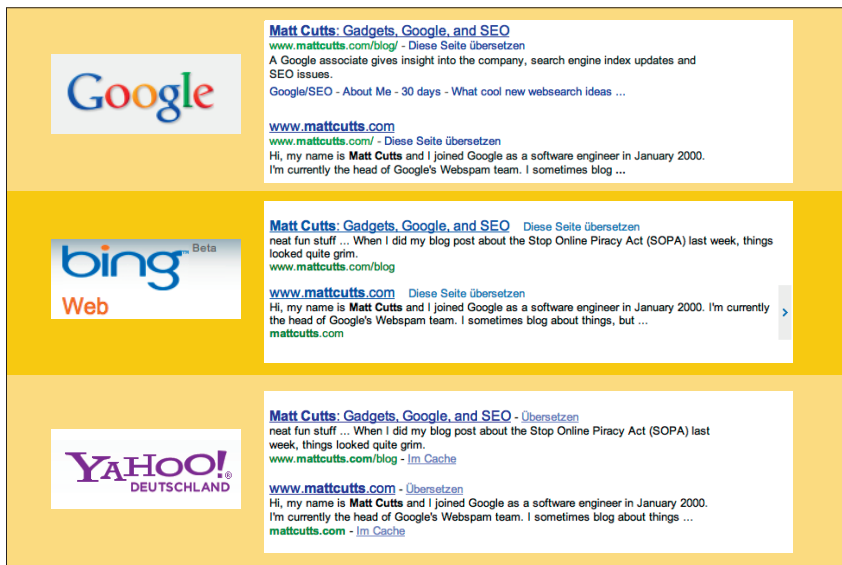 Google
Matt Cutts: Gadgets, Google, and SEO
www.mattcutts.com/blog/ - Diese Seite übersetzen
A Google associate gives insight into the company, search engine index updates and
SEO issues.
Google/SEO - About Me - 30 days - What cool new websearch ideas ...
www.mattcutts.com
www.mattcutts.com/ - Diese Seite übersetzen
Hi, my name is Matt Cutts and I joined Google as a software engineer in January 2000.
I'm currently the head of Google's Webspam team. I sometimes blog ...
bing™ Beta
Web
Matt Cutts: Gadgets, Google, and SEO Diese Seite übersetzen
neat fun stuff ... When I did my blog post about the Stop Online Piracy Act (SOPA) last week, things
looked quite grim.
www.mattcutts.com/blog
www.mattcutts.com Diese Seite übersetzen
Hi, my name is Matt Cutts and I joined Google as a software engineer in January 2000. I'm currently
the head of Google's Webspam team. I sometimes blog about things, but ...
mattcutts.com
YAHOO!®
DEUTSCHLAND
Matt Cutts: Gadgets, Google, and SEO - Übersetzen
neat fun stuff ... When I did my blog post about the Stop Online Piracy Act (SOPA) last
week, things looked quite grim.
www.mattcutts.com/blog - Im Cache
www.mattcutts.com - Übersetzen
Hi, my name is Matt Cutts and I joined Google as a software engineer in January 2000.
I'm currently the head of Google's Webspam team. I sometimes blog about things ...
mattcutts.com - Im Cache